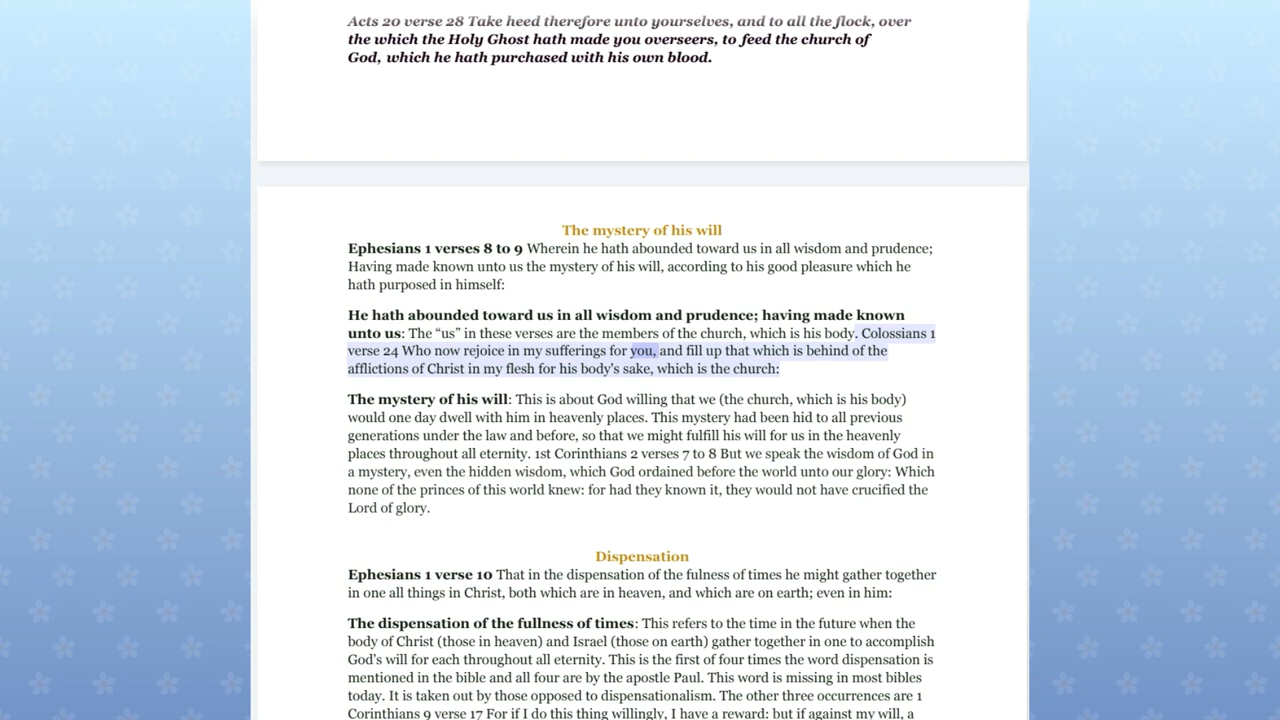 Acts 20 verse 28 Take heed therefore unto yourselves, and to all the flock, over
the which the Holy Ghost hath made you overseers, to feed the church of
God, which he hath purchased with his own blood.
The mystery of his will
Ephesians 1 verses 8 to 9 Wherein he hath abounded toward us in all wisdom and prudence;
Having made known unto us the mystery of his will, according to his good pleasure which he
hath purposed in himself:
He hath abounded toward us in all wisdom and prudence; having made known
unto us: The “us” in these verses are the members of the church, which is his body. Colossians 1
verse 24 Who now rejoice in my sufferings for you, and fill up that which is behind of the
afflictions of Christ in my flesh for his body's sake, which is the church:
The mystery of his will: This is about God willing that we (the church, which is his body)
would one day dwell with him in heavenly places. This mystery had been hid to all previous
generations under the law and before, so that we might fulfill his will for us in the heavenly
places throughout all eternity. 1st Corinthians 2 verses 7 to 8 But we speak the wisdom of God in
a mystery, even the hidden wisdom, which God ordained before the world unto our glory: Which
none of the princes of this world knew: for had they known it, they would not have crucified the
Lord of glory.
Dispensation
Ephesians 1 verse 10 That in the dispensation of the fulness of times he might gather together
in one all things in Christ, both which are in heaven, and which are on earth; even in him:
The dispensation of the fullness of times: This refers to the time in the future when the
body of Christ (those in heaven) and Israel (those on earth) gather together in one to accomplish
God's will for each throughout all eternity. This is the first of four times the word dispensation is
mentioned in the bible and all four are by the apostle Paul. This word is missing in most bibles
today. It is taken out by those opposed to dispensationalism. The other three occurrences are 1
Corinthians 9 verse 17 For if I do this thing willingly, I have a reward: but if against my will, a